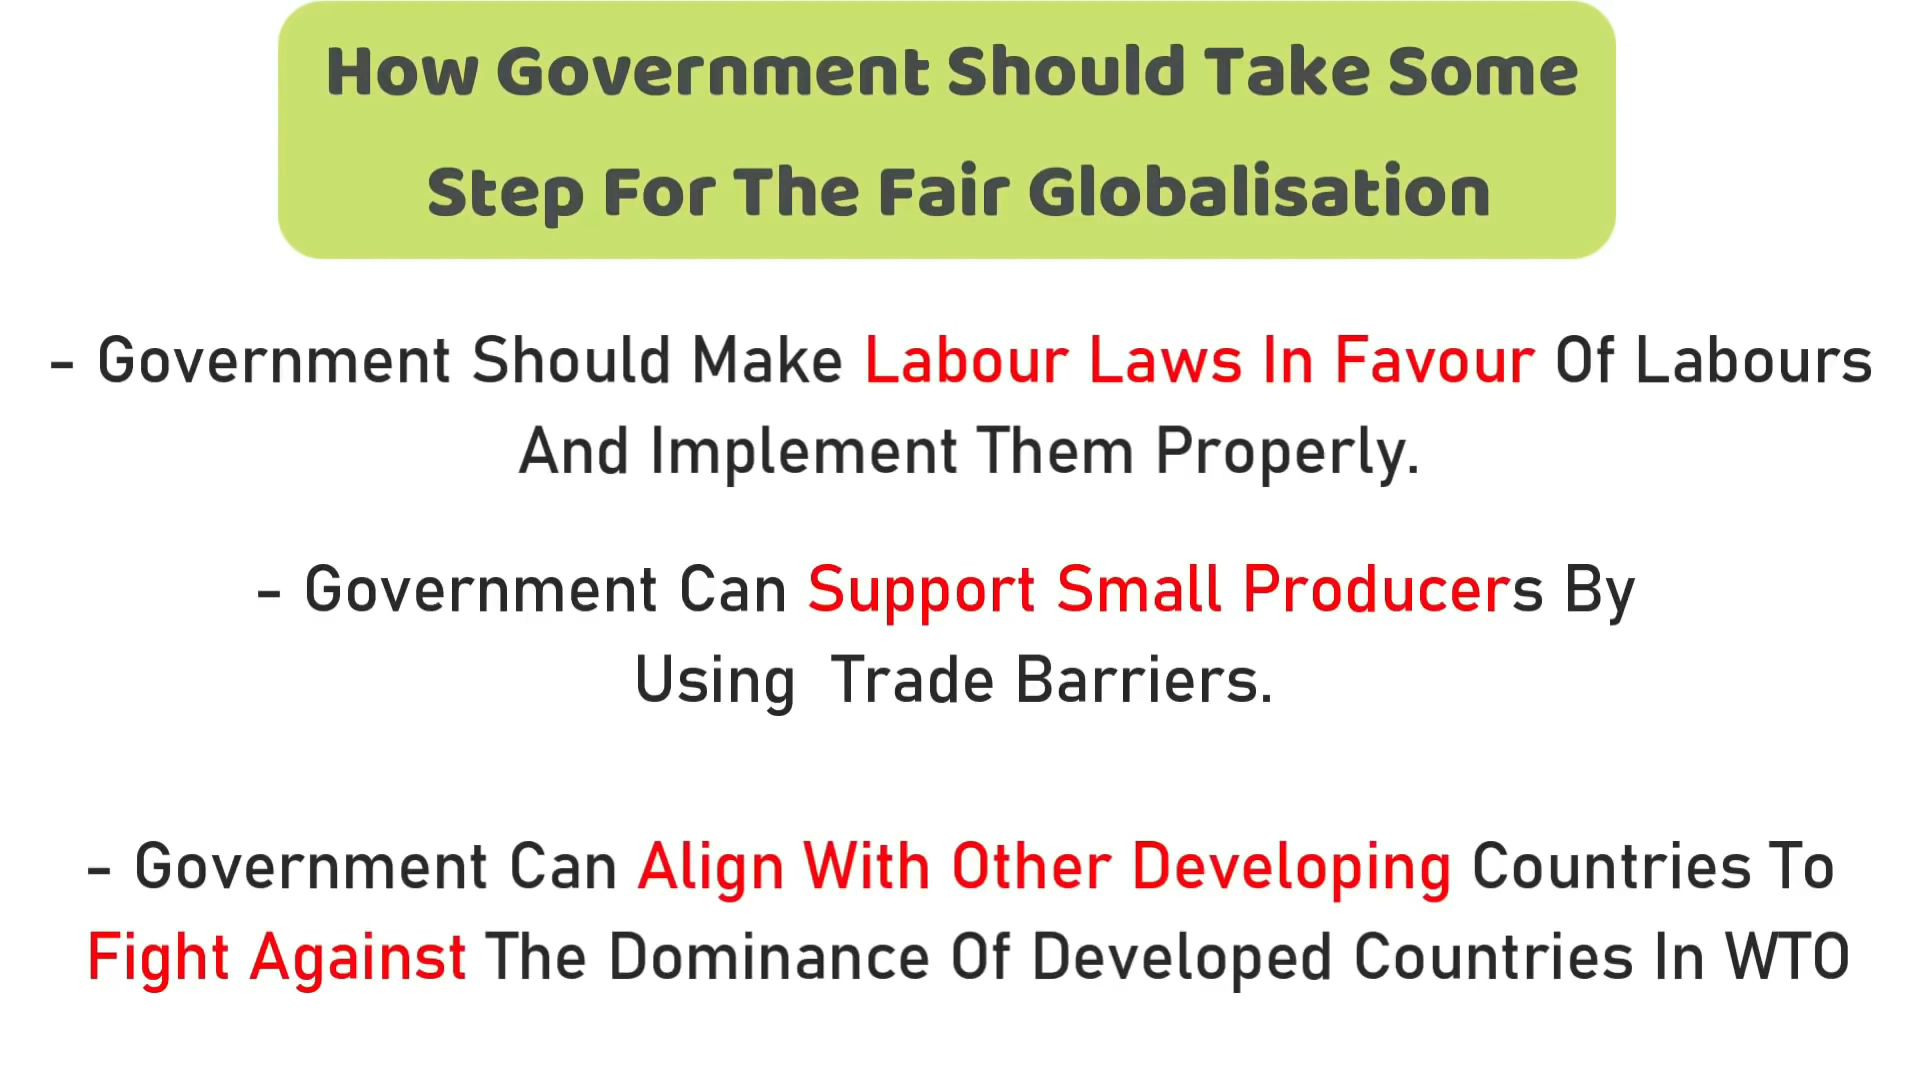 How Government Should Take Some
Step For The Fair Globalisation
- Government Should Make Labour Laws In Favour Of Labours
And Implement Them Properly.
- Government Can Support Small Producers By
Using  Trade Barriers.
- Government Can Align With Other Developing Countries To
Fight Against The Dominance Of Developed Countries In WTO